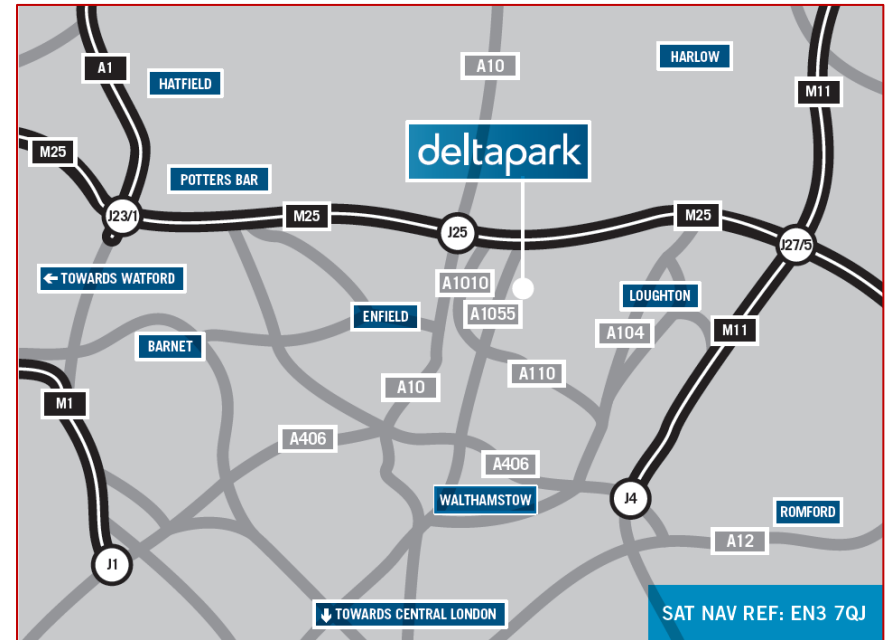 A1
HATFIELD
A10
HARLOW
M11
M25
deltapark
POTTERS BAR
J23/1
M25
J25
M25
J27/5
← TOWARDS WATFORD
A1010
LOUGHTON
A1055
ENFIELD
A104
M11
BARNET
A110
A10
M1
A406
A406
WALTHAMSTOW
J4
ROMFORD
A12
J1
↓ TOWARDS CENTRAL LONDON
SAT NAV REF: EN3 7QJ